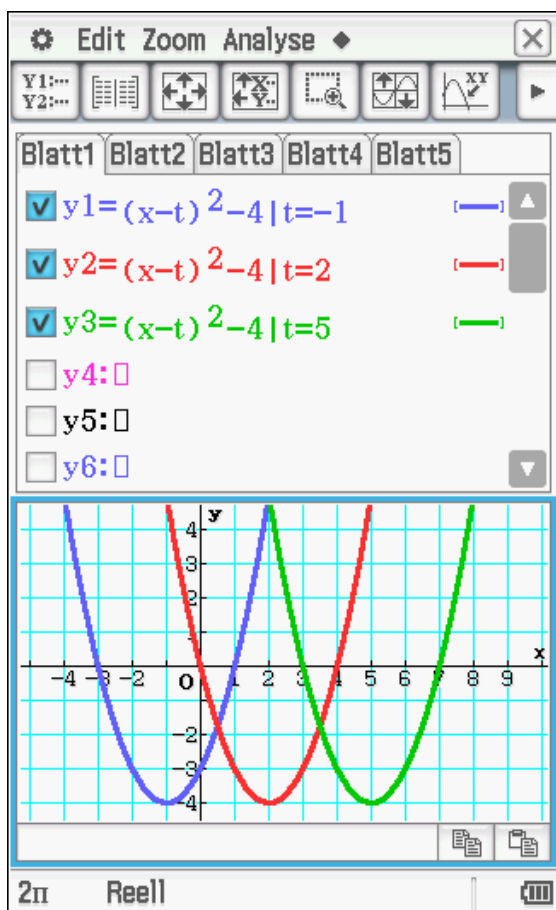 Edit Zoom Analyse
Y1:··· Y2:···
X: Y··
XY
Blatt1 Blatt2 Blatt3 Blatt4 Blatt5
y1=(x-t)²-4|t=-1
y2=(x-t)²-4|t=2
y3=(x-t)²-4|t=5
y4:
y5:
y6:
y
4
3
2
x
-4 -3 -2 O 1 2 3 4 5 6 7 8 9
-2
-3
-4
2π Reell